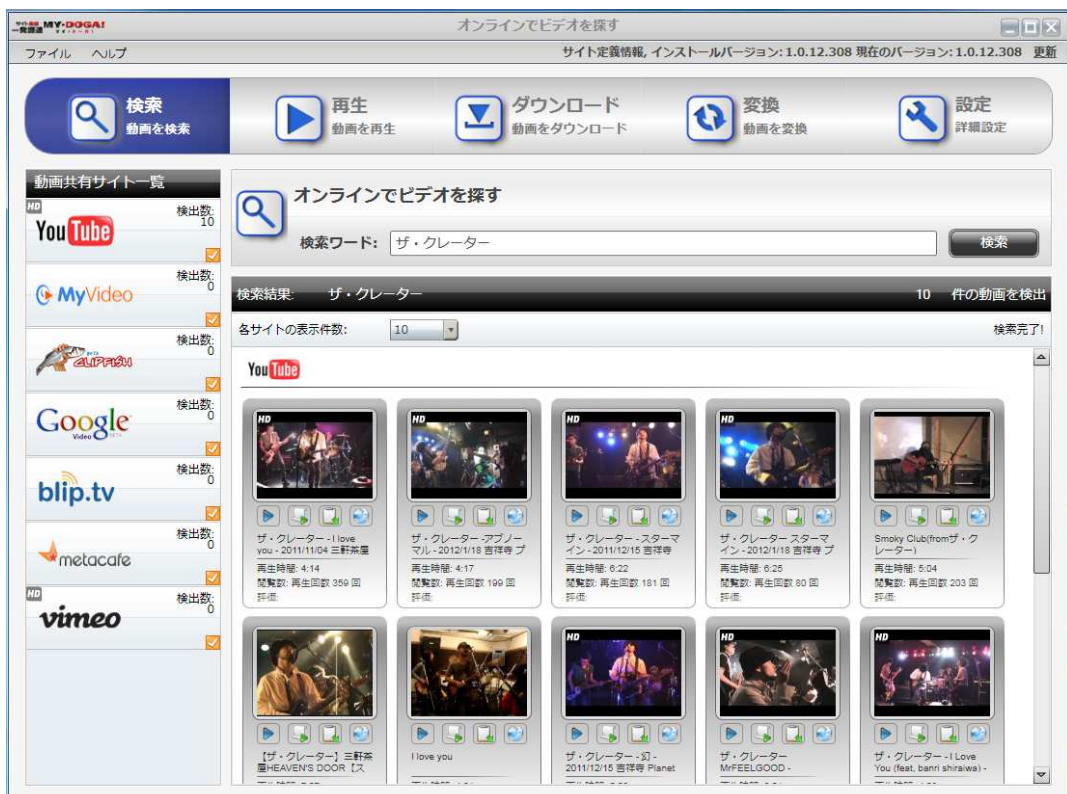 サイト番組 一発録達 MY-DOGA!
オンラインでビデオを探す
ファイル ヘルプ
サイト定義情報, インストールバージョン: 1.0.12.308 現在のバージョン: 1.0.12.308 更新
検索
動画を検索
再生
動画を再生
ダウンロード
動画をダウンロード
変換
動画を変換
設定
詳細設定
動画共有サイト一覧
HD
YouTube
検出数:
10
MyVideo
検出数:
0
CLIPFISH
BETA
検出数:
0
Google
Video BETA
検出数:
0
blip.tv
検出数:
0
metacafe
検出数:
0
HD
vimeo
検出数:
0
オンラインでビデオを探す
検索ワード: ザ・クレーター 検索
検索結果: ザ・クレーター 10 件の動画を検出
各サイトの表示件数: 10 検索完了!
YouTube
HD
ザ・クレーター - I love
you - 2011/11/04 三軒茶屋
再生時間: 4:14
閲覧数: 再生回数 359 回
評価:
HD
ザ・クレーター -アブノー
マル - 2012/1/18 吉祥寺 プ
再生時間: 4:17
閲覧数: 再生回数 199 回
評価:
HD
ザ・クレーター - スターマ
イン - 2011/12/15 吉祥寺
再生時間: 6:22
閲覧数: 再生回数 181 回
評価:
HD
ザ・クレーター スターマ
イン - 2012/1/18 吉祥寺 プ
再生時間: 6:25
閲覧数: 再生回数 80 回
評価:
Smoky Club(fromザ・ク
レーター)
再生時間: 5:04
閲覧数: 再生回数 203 回
評価:
【ザ・クレーター】三軒茶
屋HEAVEN'S DOOR【ス
I love you
HD
ザ・クレーター - 幻 -
2011/12/15 吉祥寺 Planet
HD
ザ・クレーター
MrFEELGOOD -
HD
ザ・クレーター - I Love
You (feat. banri shiraiwa) -